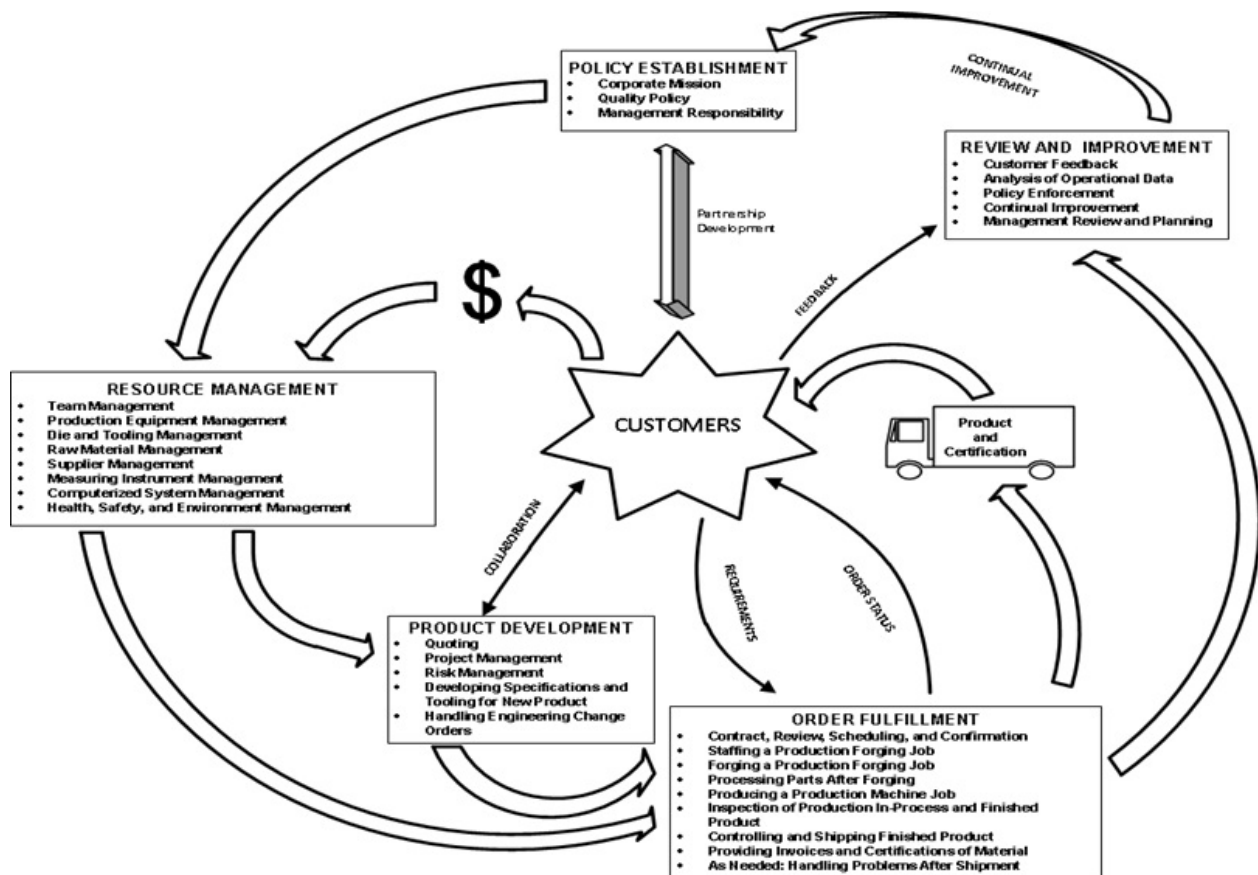 POLICY ESTABLISHMENT
• Corporate Mission
• Quality Policy
• Management Responsibility
CONTINUAL
IMPROVEMENT
REVIEW AND IMPROVEMENT
• Customer Feedback
• Analysis of Operational Data
• Policy Enforcement
• Continual Improvement
• Management Review and Planning
Partnership
Development
$
FEEDBACK
RESOURCE MANAGEMENT
• Team Management
• Production Equipment Management
• Die and Tooling Management
• Raw Material Management
• Supplier Management
• Measuring Instrument Management
• Computerized System Management
• Health, Safety, and Environment Management
CUSTOMERS
Product
and
Certification
COLLABORATION
REQUIREMENTS
ORDER STATUS
PRODUCT DEVELOPMENT
• Quoting
• Project Management
• Risk Management
• Developing Specifications and
Tooling for New Product
• Handling Engineering Change
Orders
ORDER FULFILLMENT
• Contract, Review, Scheduling, and Confirmation
• Staffing a Production Forging Job
• Forging a Production Forging Job
• Processing Parts After Forging
• Producing a Production Machine Job
• Inspection of Production In-Process and Finished
Product
• Controlling and Shipping Finished Product
• Providing Invoices and Certifications of Material
• As Needed: Handling Problems After Shipment